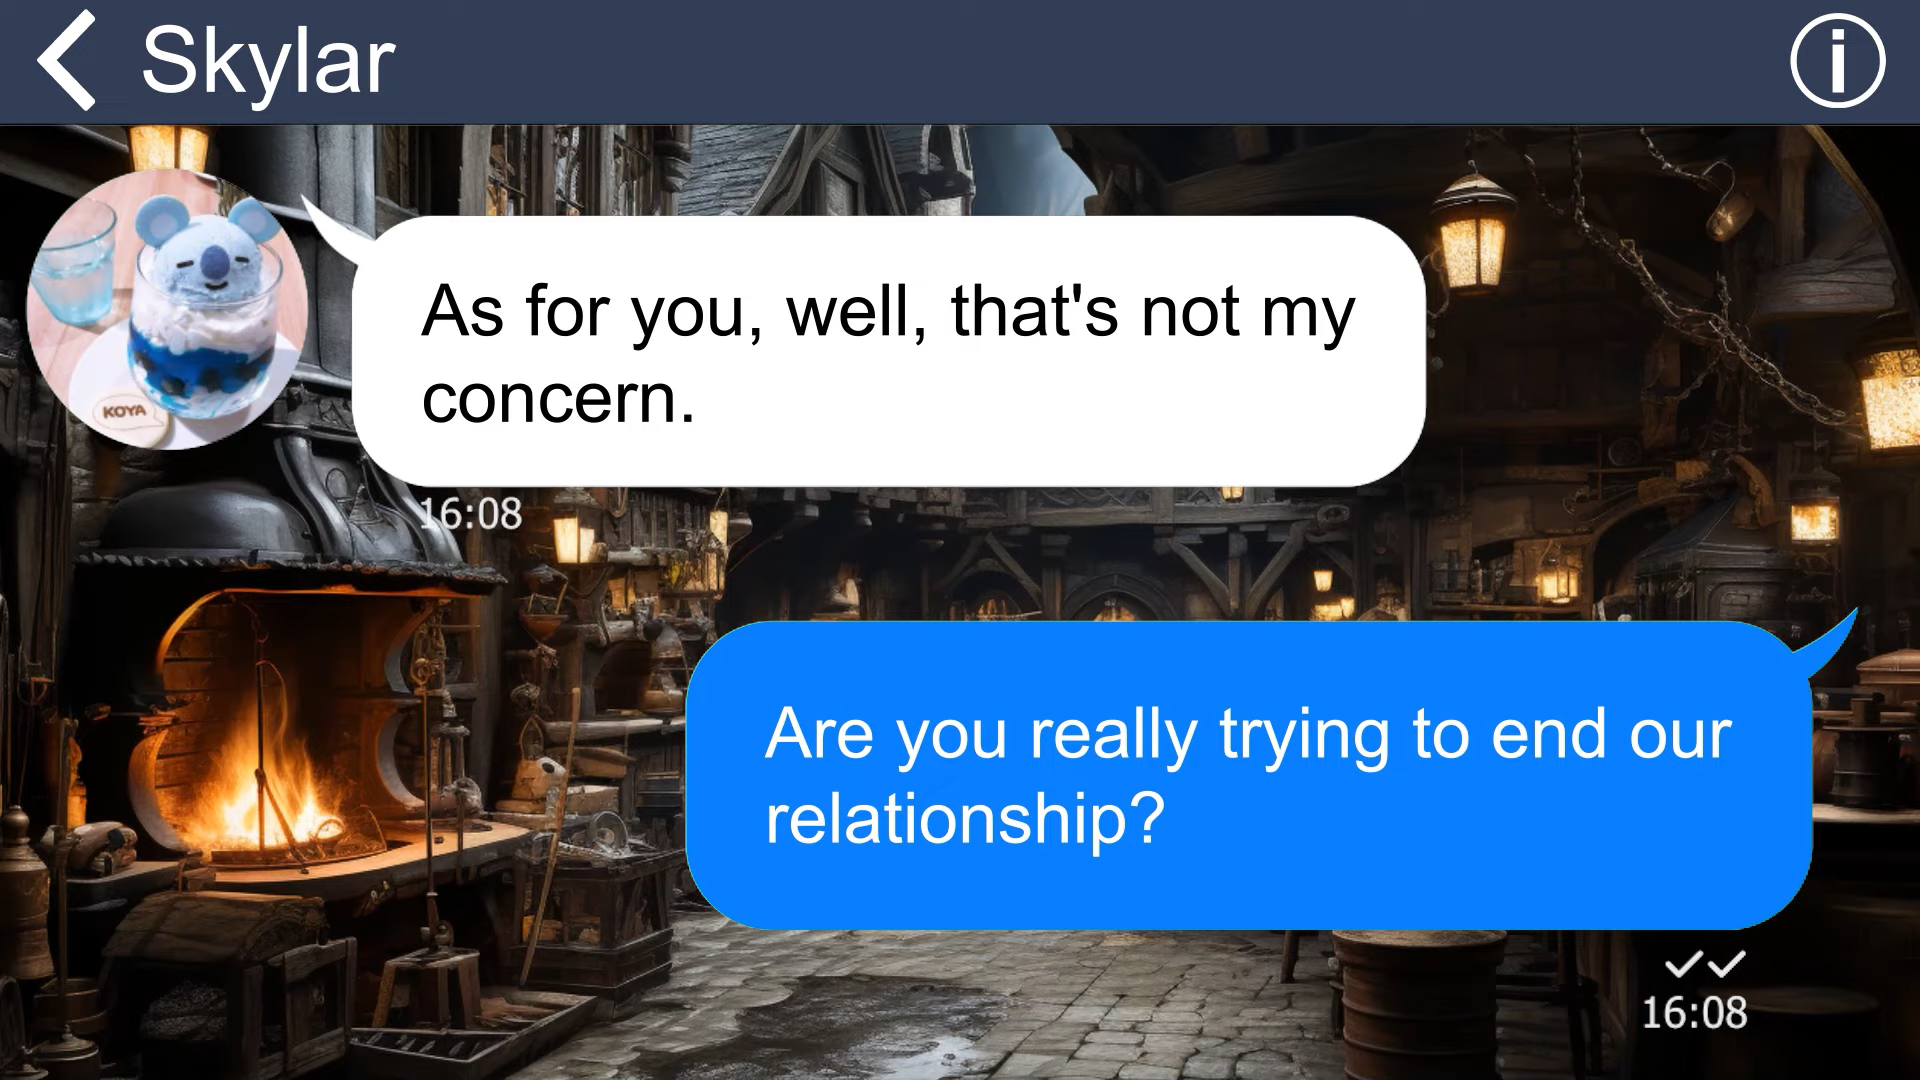 Skylar
As for you, well, that's not my
concern.
KOYA
16:08
Are you really trying to end our
relationship?
16:08